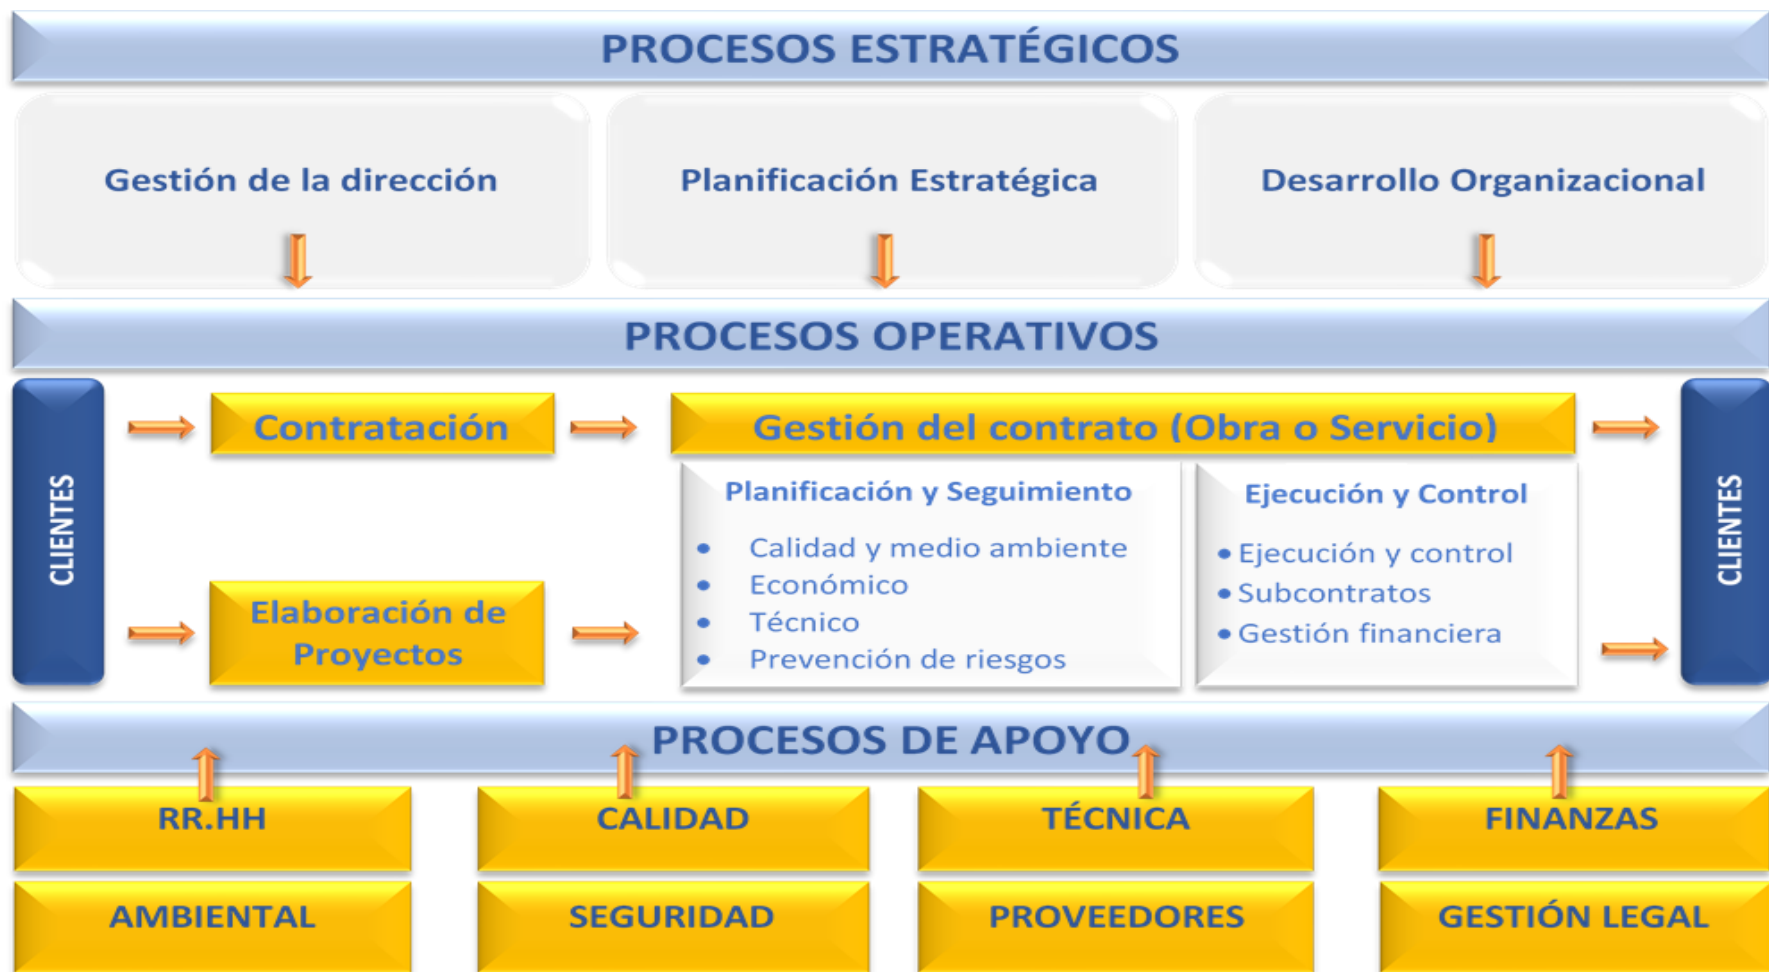 PROCESOS ESTRATÉGICOS
Gestión de la dirección
Planificación Estratégica
Desarrollo Organizacional
PROCESOS OPERATIVOS
CLIENTES
Contratación
Gestión del contrato (Obra o Servicio)
Elaboración de
Proyectos
Planificación y Seguimiento
• Calidad y medio ambiente
• Económico
• Técnico
• Prevención de riesgos
Ejecución y Control
• Ejecución y control
• Subcontratos
• Gestión financiera
CLIENTES
PROCESOS DE APOYO
RR.HH
CALIDAD
TÉCNICA
FINANZAS
AMBIENTAL
SEGURIDAD
PROVEEDORES
GESTIÓN LEGAL